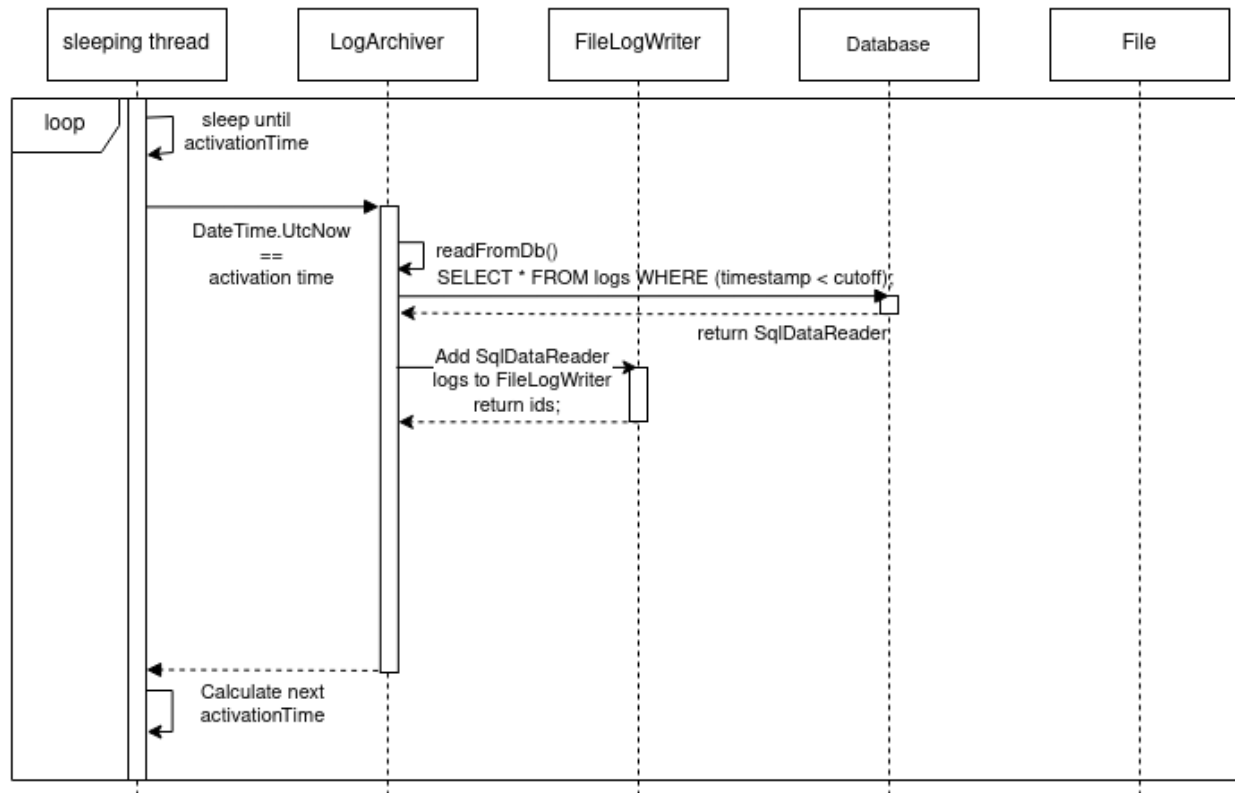 sleeping thread
LogArchiver
FileLogWriter
Database
File
loop
sleep until
activationTime
DateTime.UtcNow
==
activation time
readFromDb()
SELECT * FROM logs WHERE (timestamp < cutoff);
return SqlDataReader
Add SqlDataReader
logs to FileLogWriter
return ids;
Calculate next
activationTime